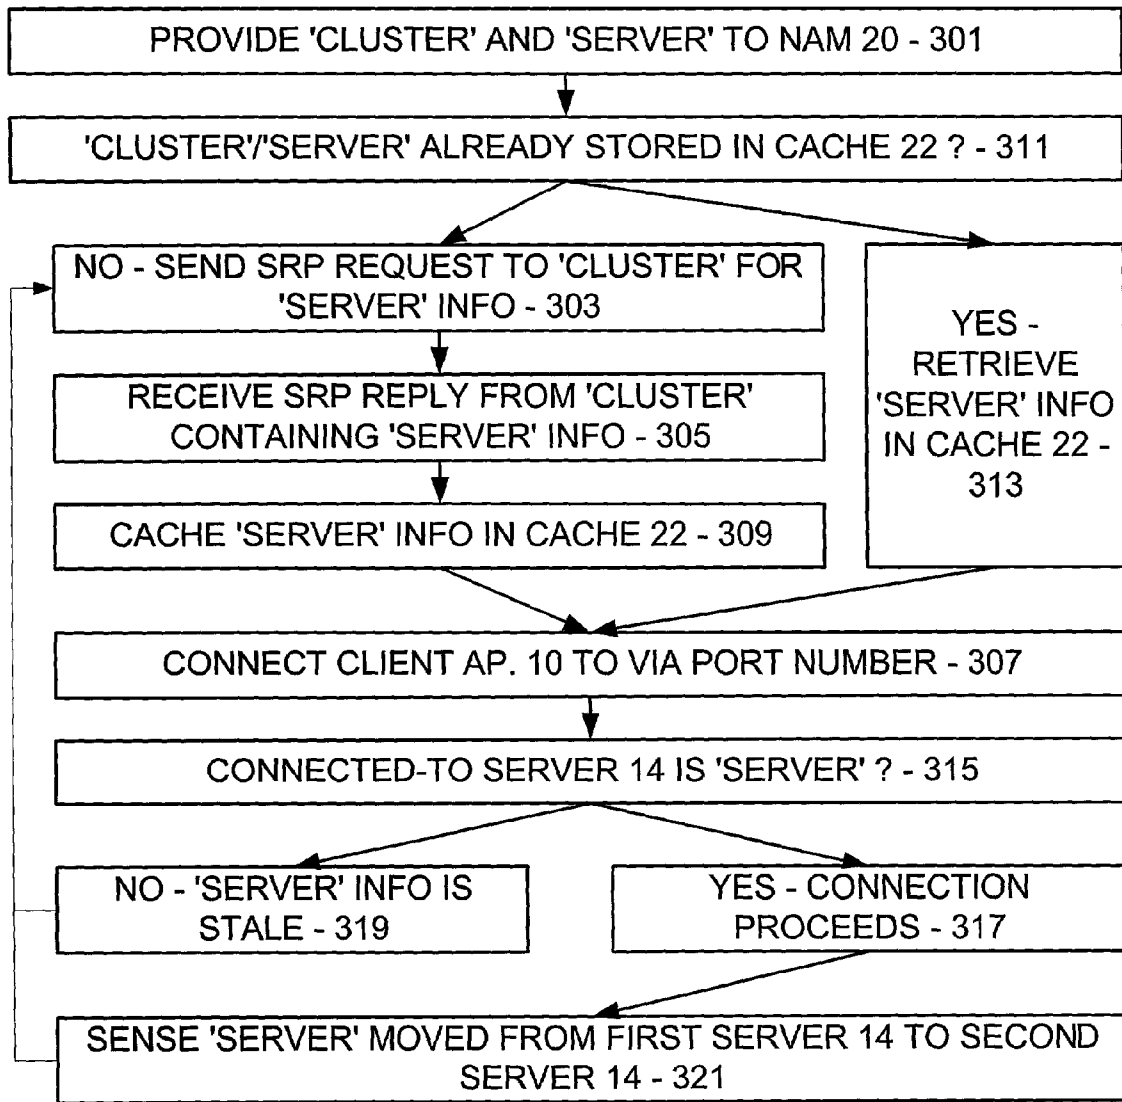 PROVIDE 'CLUSTER' AND 'SERVER' TO NAM 20 - 301
'CLUSTER'/'SERVER' ALREADY STORED IN CACHE 22 ? - 311
NO - SEND SRP REQUEST TO 'CLUSTER' FOR
'SERVER' INFO - 303
RECEIVE SRP REPLY FROM 'CLUSTER'
CONTAINING 'SERVER' INFO - 305
CACHE 'SERVER' INFO IN CACHE 22 - 309
YES -
RETRIEVE
'SERVER' INFO
IN CACHE 22 -
313
CONNECT CLIENT AP. 10 TO VIA PORT NUMBER - 307
CONNECTED-TO SERVER 14 IS 'SERVER' ? - 315
NO - 'SERVER' INFO IS
STALE - 319
YES - CONNECTION
PROCEEDS - 317
SENSE 'SERVER' MOVED FROM FIRST SERVER 14 TO SECOND
SERVER 14 - 321